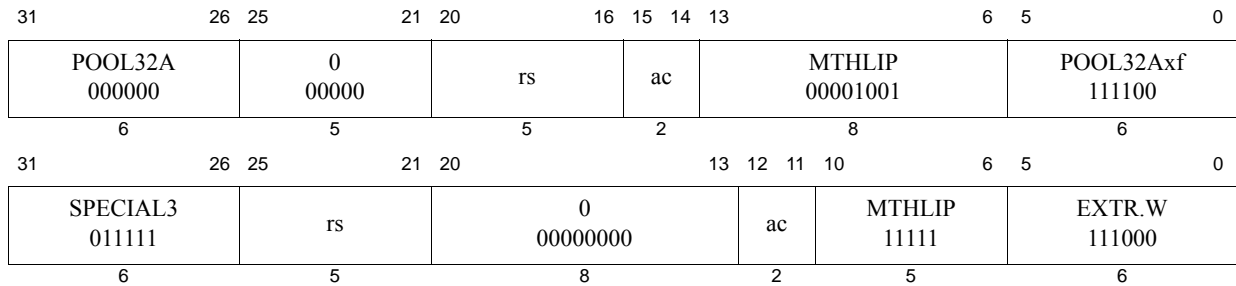 31 26 25 21 20 16 15 14 13 6 5 0
POOL32A 0 rs ac MTHLIP POOL32Axf
000000 00000 00001001 111100
6 5 5 2 8 6
31 26 25 21 20 13 12 11 10 6 5 0
SPECIAL3 rs 0 ac MTHLIP EXTR.W
011111 00000000 11111 111000
6 5 8 2 5 6